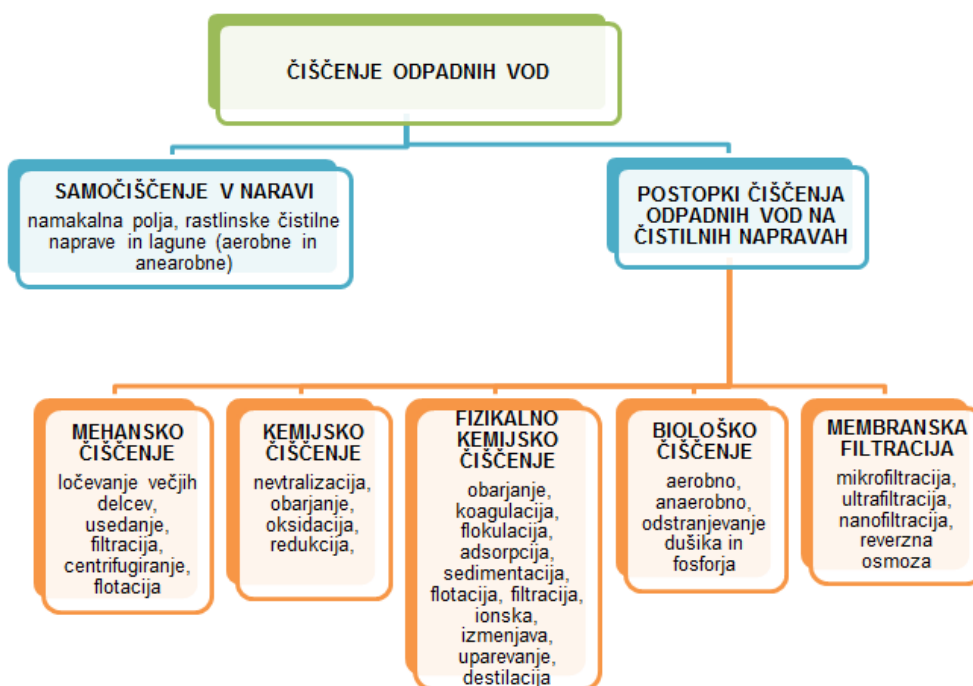 ČIŠČENJE ODPADNIH VOD
SAMOČIŠČENJE V NARAVI
namakalna polja, rastlinske čistilne
naprave in lagune (aerobne in
anearobne)
POSTOPKI ČIŠČENJA
ODPADNIH VOD NA
ČISTILNIH NAPRAVAH
MEHANSKO
ČIŠČENJE
ločevanje večjih
delcev,
usedanje,
filtracija,
centrifugiranje,
flotacija
KEMIJSKO
ČIŠČENJE
nevtralizacija,
obarjanje,
oksidacija,
redukcija,
FIZIKALNO
KEMIJSKO
ČIŠČENJE
obarjanje,
koagulacija,
flokulacija,
adsorpcija,
sedimentacija,
flotacija, filtracija,
ionska,
izmenjava,
uparevanje,
destilacija
BIOLOŠKO
ČIŠČENJE
aerobno,
anaerobno,
odstranjevanje
dušika in
fosforja
MEMBRANSKA
FILTRACIJA
mikrofiltracija,
ultrafiltracija,
nanofiltracija,
reverzna
osmoza